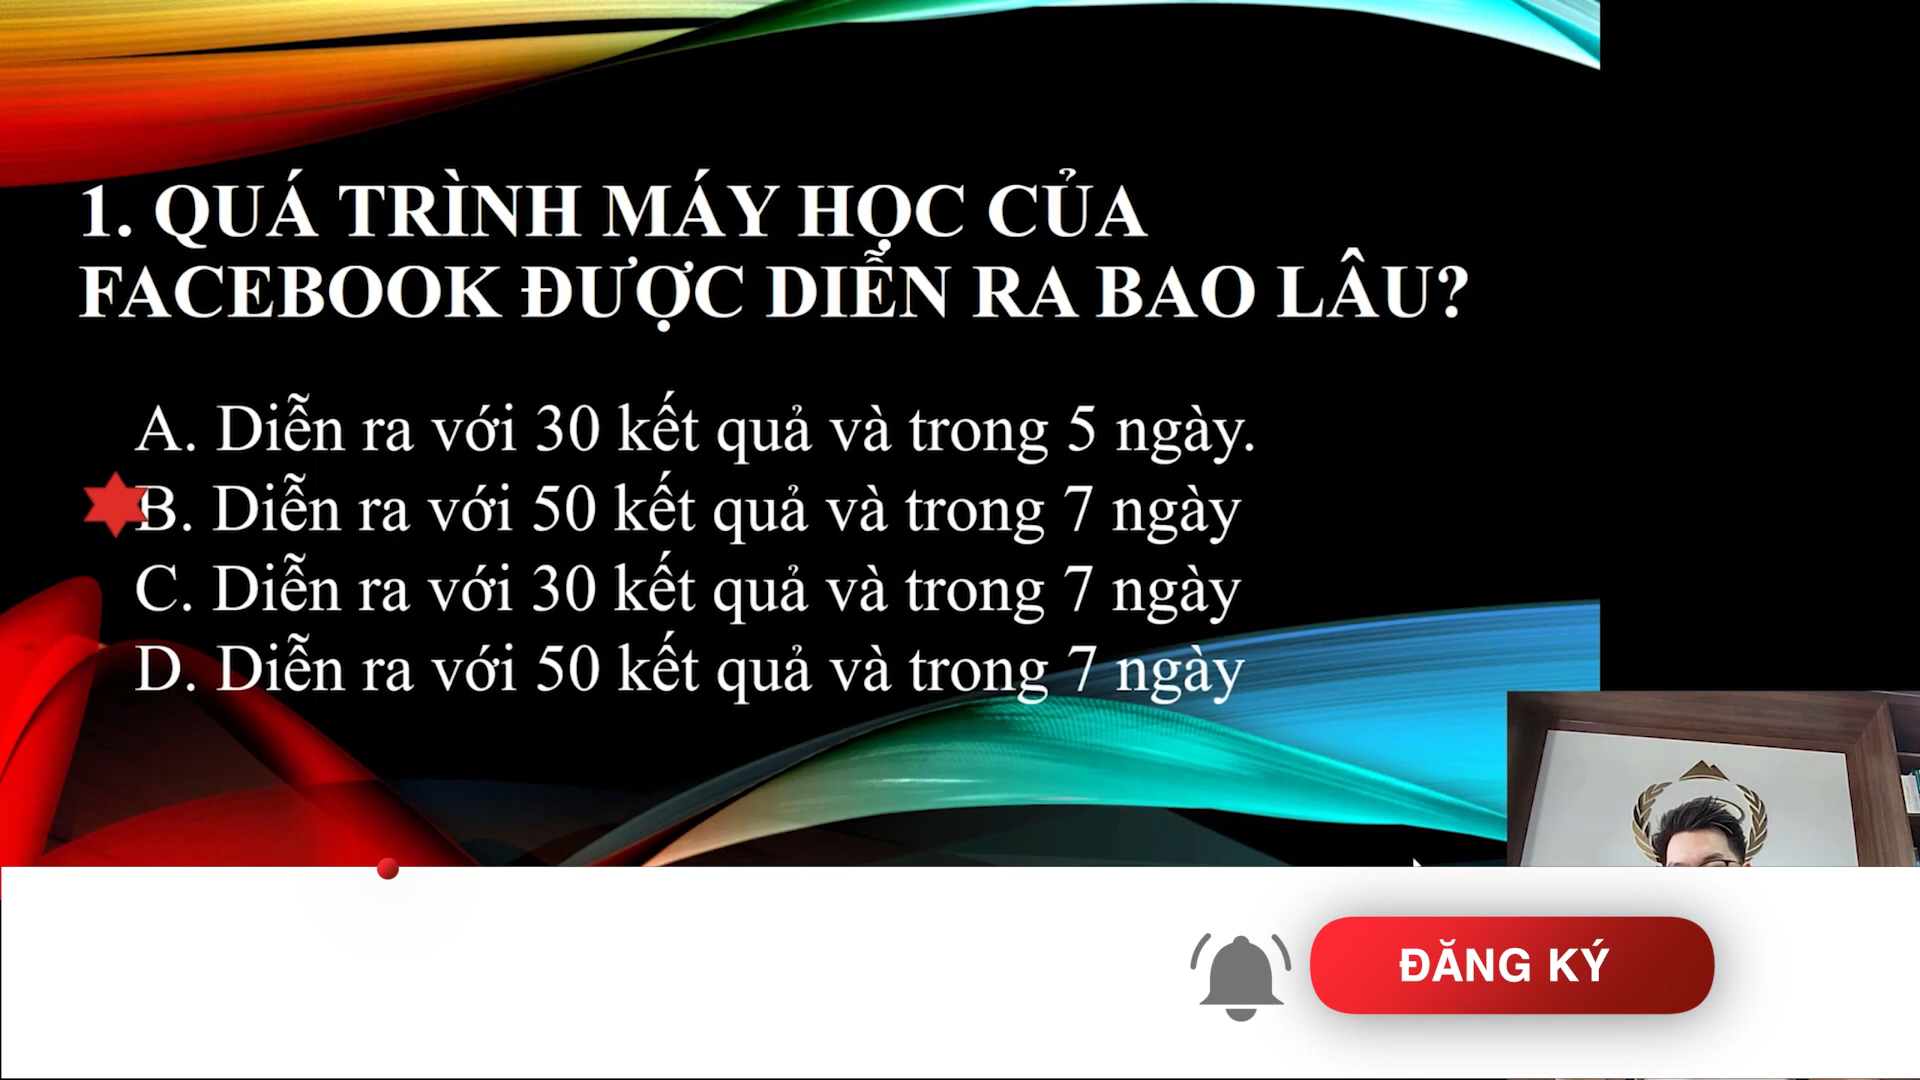 1. QUÁ TRÌNH MÁY HỌC CỦA
FACEBOOK ĐƯỢC DIỄN RA BAO LÂU?
A. Diễn ra với 30 kết quả và trong 5 ngày.
B. Diễn ra với 50 kết quả và trong 7 ngày
C. Diễn ra với 30 kết quả và trong 7 ngày
D. Diễn ra với 50 kết quả và trong 7 ngày
ĐĂNG KÝ